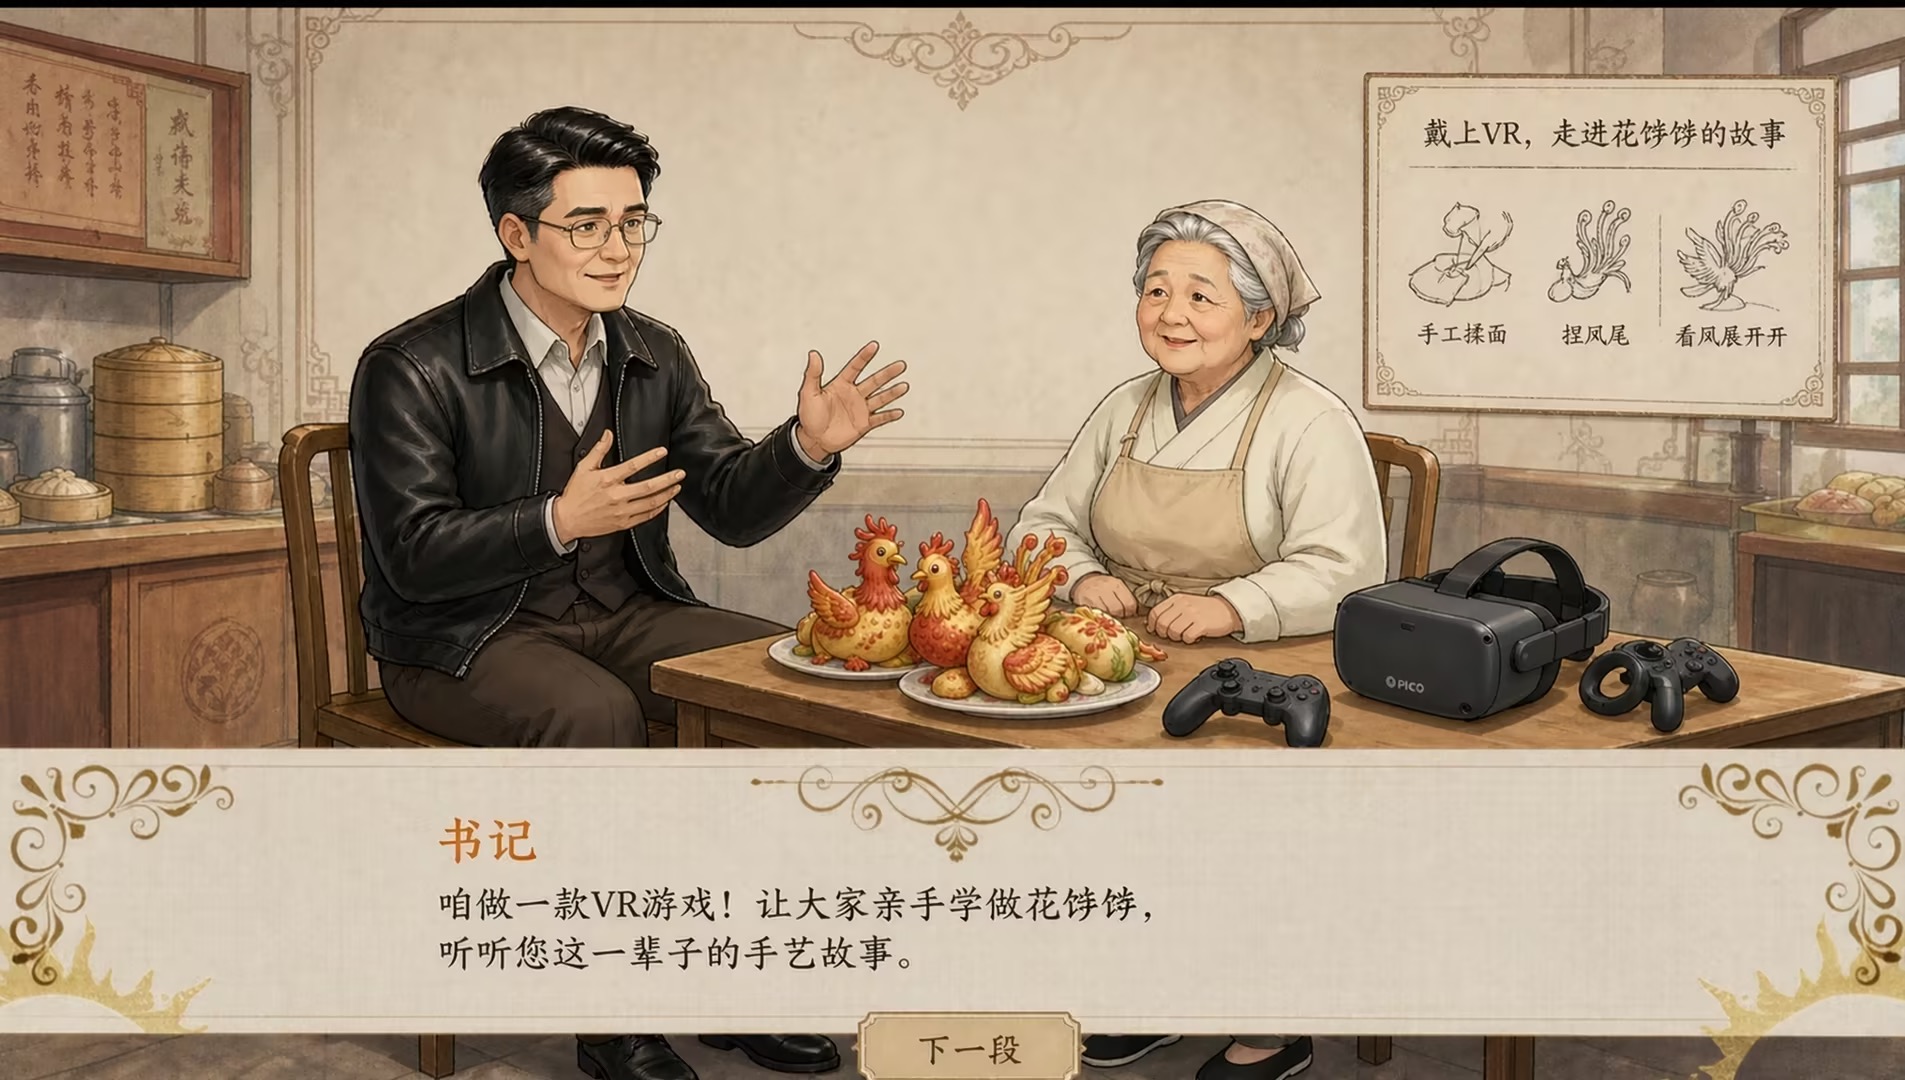 戴上VR，走进花饽饽的故事
手工揉面
捏凤尾
看凤展开开
PICO
书记
咱做一款VR游戏！让大家亲手学做花饽饽，
听听您这一辈子的手艺故事。
下一段